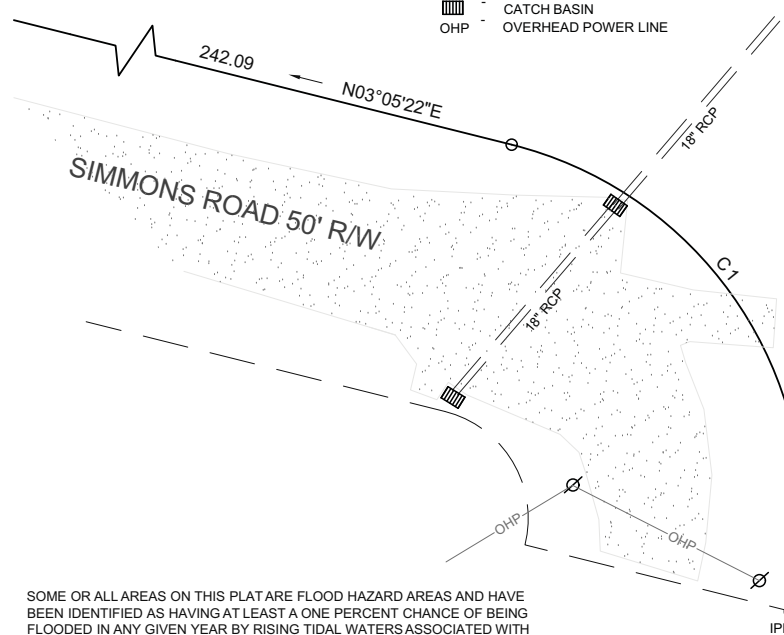 - CATCH BASIN
OHP - OVERHEAD POWER LINE
242.09
N03°05'22"E
18" RCP
SIMMONS ROAD 50' R/W
C1
18" RCP
OHP
OHP
SOME OR ALL AREAS ON THIS PLAT ARE FLOOD HAZARD AREAS AND HAVE
BEEN IDENTIFIED AS HAVING AT LEAST A ONE PERCENT CHANCE OF BEING
FLOODED IN ANY GIVEN YEAR BY RISING TIDAL WATERS ASSOCIATED WITH